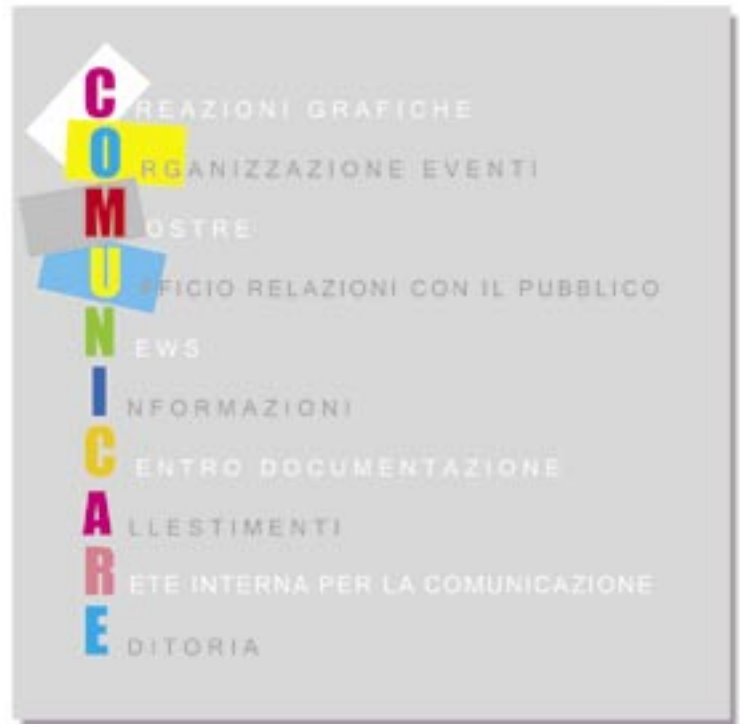 CREAZIONI GRAFICHE
ORGANIZZAZIONE EVENTI
MOSTRE
UFFICIO RELAZIONI CON IL PUBBLICO
NEWS
INFORMAZIONI
CENTRO DOCUMENTAZIONE
ALLESTIMENTI
RETE INTERNA PER LA COMUNICAZIONE
EDITORIA